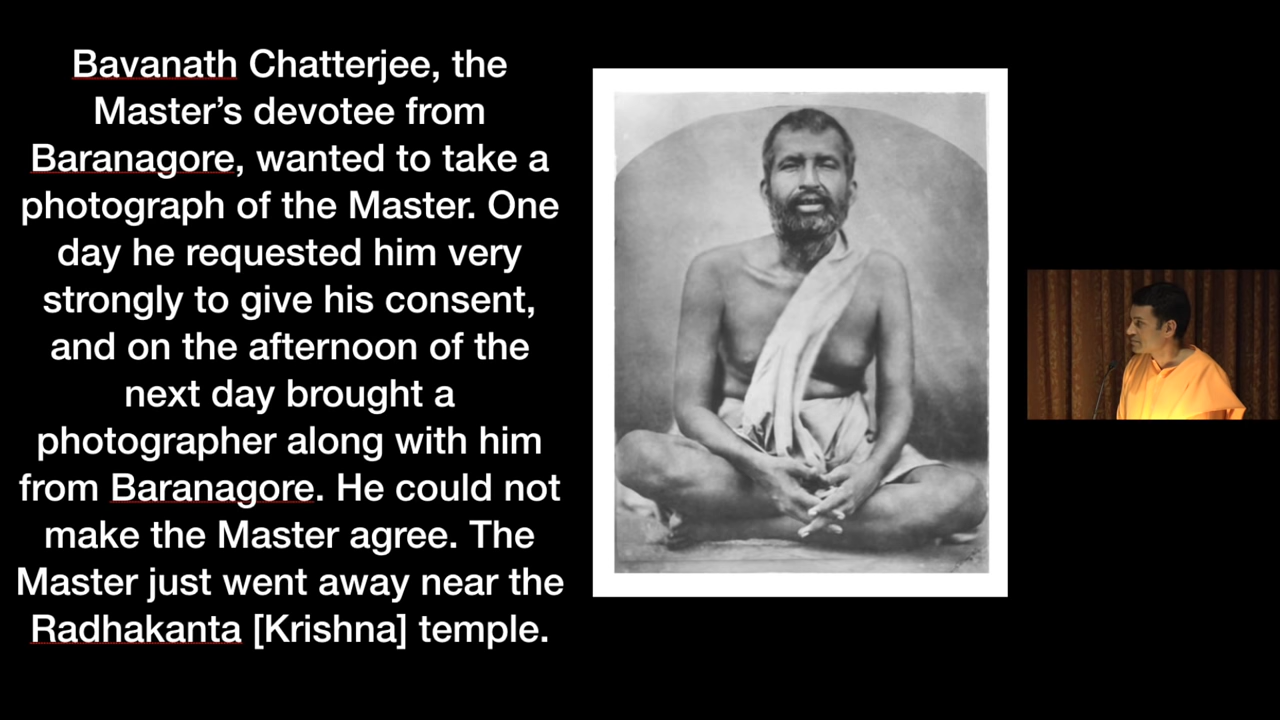 Bavanath Chatterjee, the
Master’s devotee from
Baranagore, wanted to take a
photograph of the Master. One
day he requested him very
strongly to give his consent,
and on the afternoon of the
next day brought a
photographer along with him
from Baranagore. He could not
make the Master agree. The
Master just went away near the
Radhakanta [Krishna] temple.